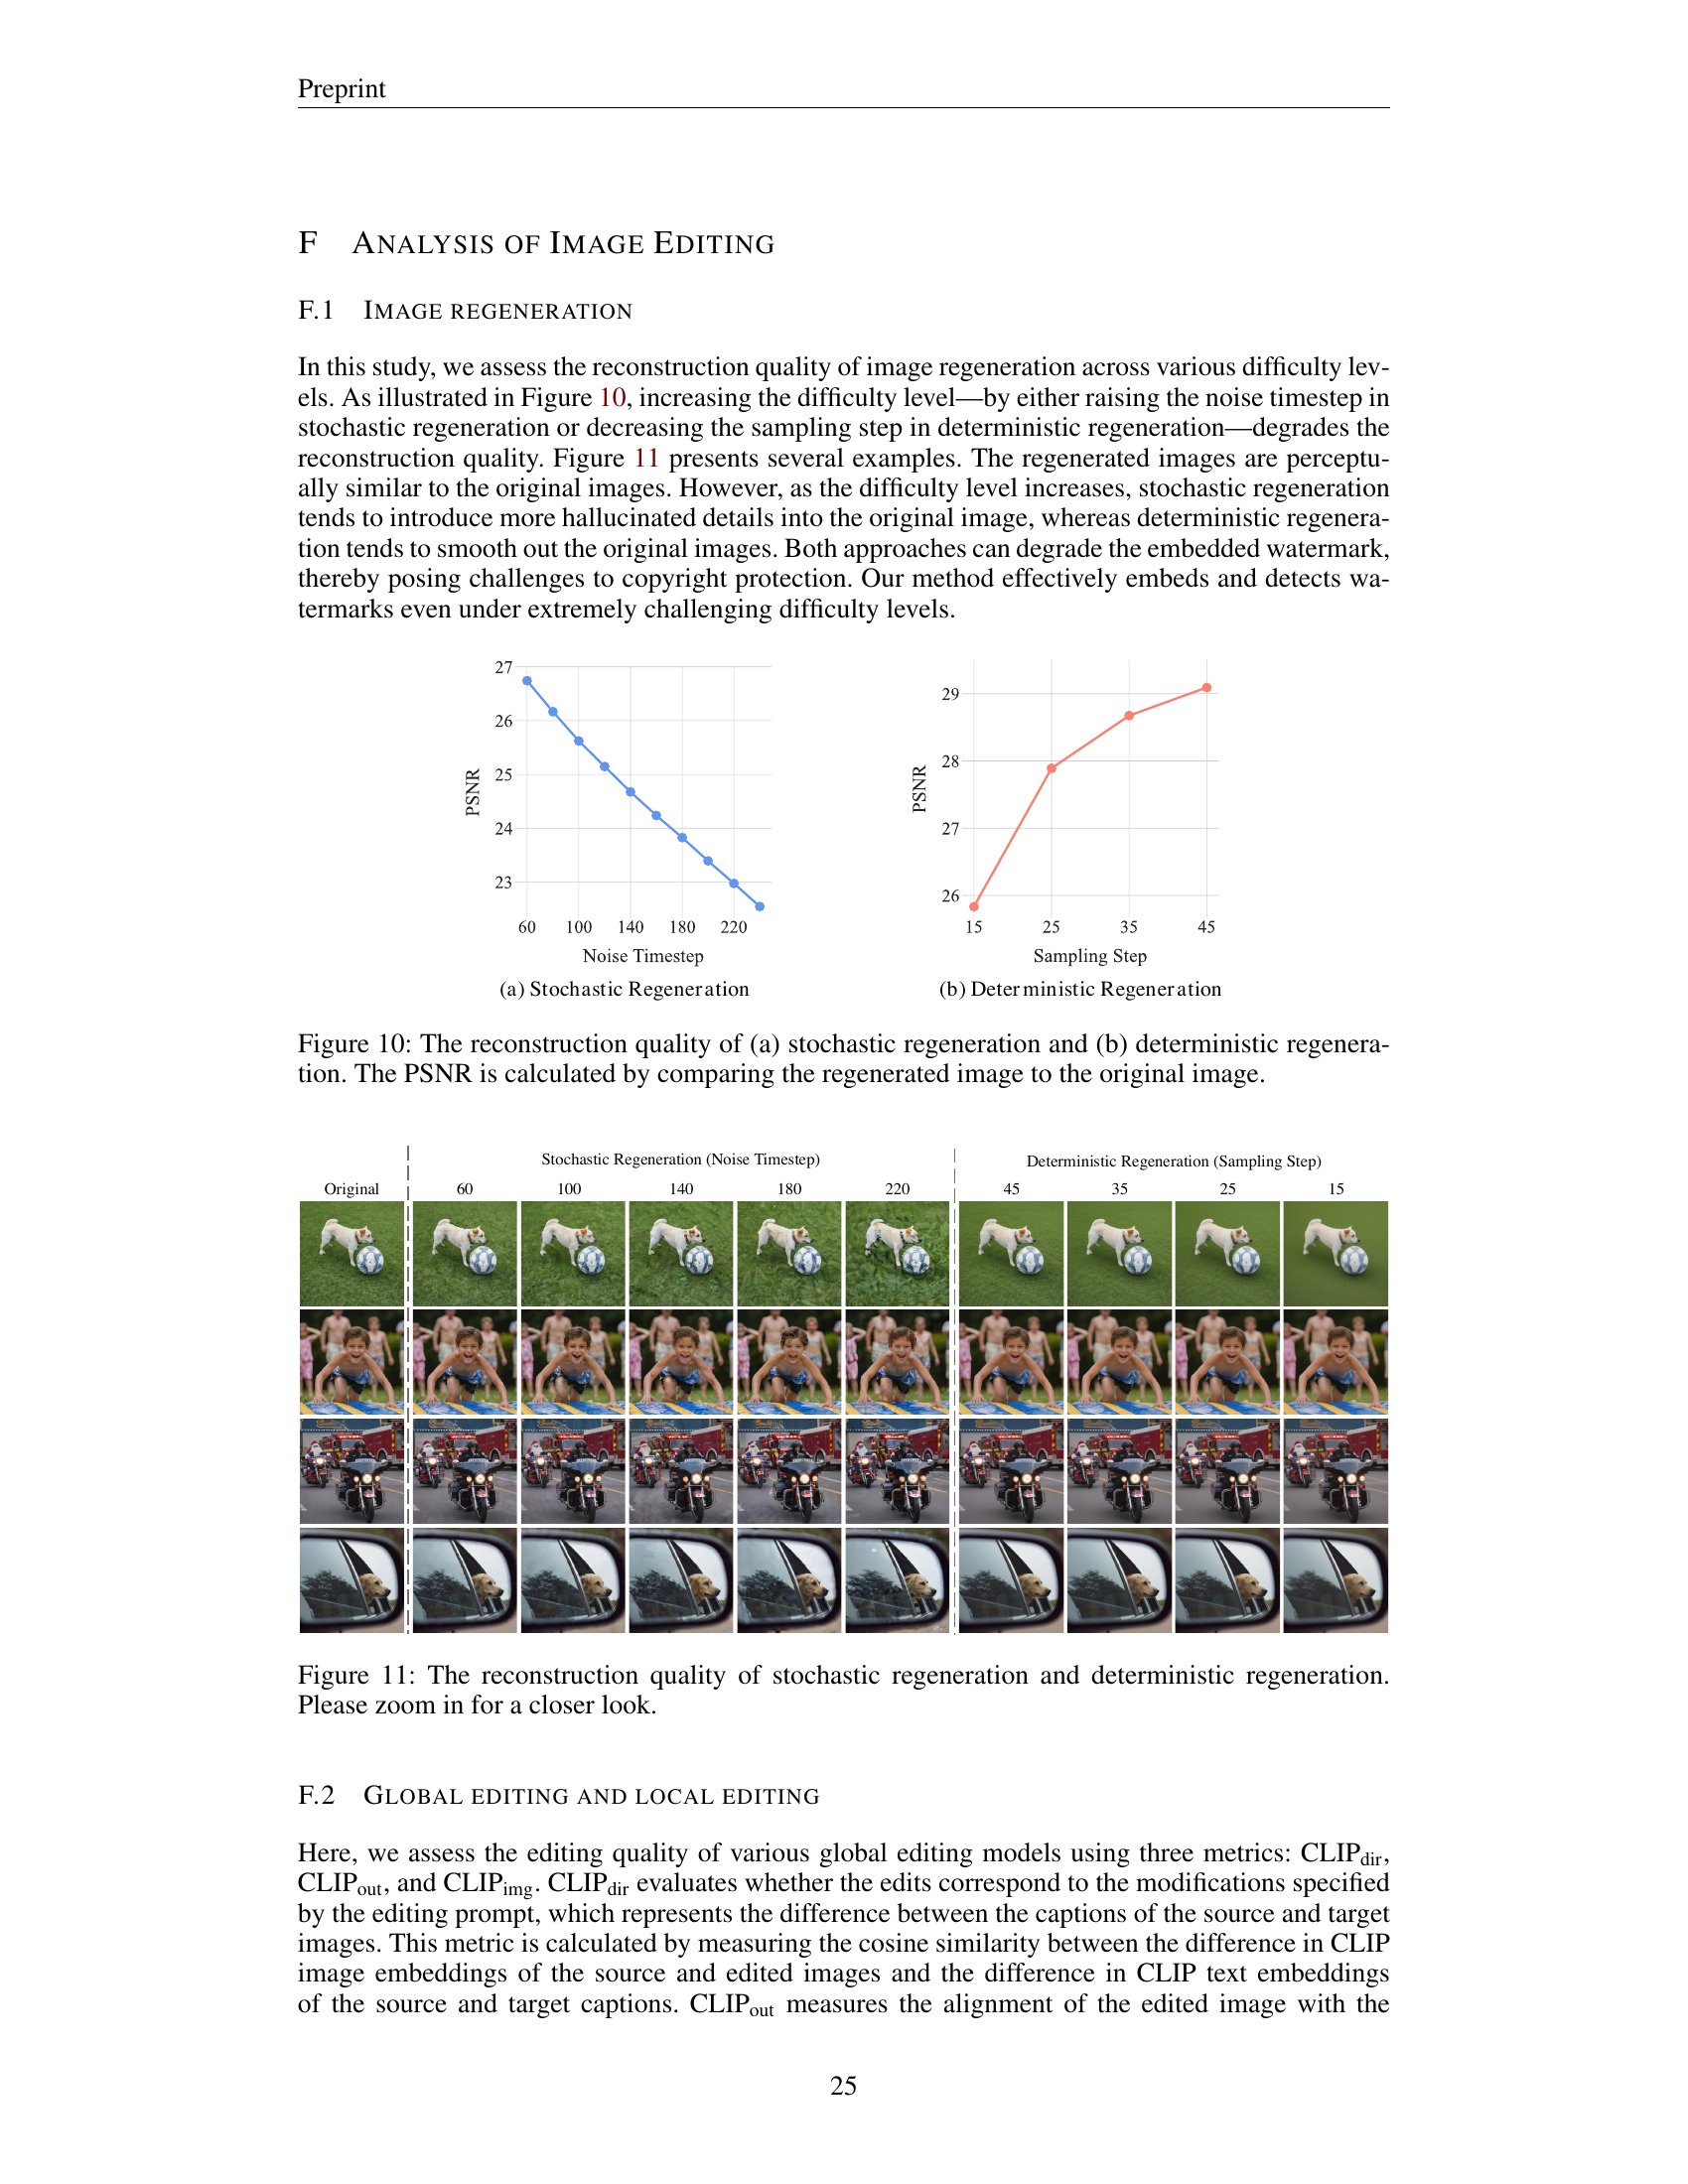 Preprint
F ANALYSIS OF IMAGE EDITING
F.1 IMAGE REGENERATION
In this study, we assess the reconstruction quality of image regeneration across various difficulty lev-
els. As illustrated in Figure 10, increasing the difficulty level—by either raising the noise timestep in
stochastic regeneration or decreasing the sampling step in deterministic regeneration—degrades the
reconstruction quality. Figure 11 presents several examples. The regenerated images are perceptu-
ally similar to the original images. However, as the difficulty level increases, stochastic regeneration
tends to introduce more hallucinated details into the original image, whereas deterministic regenera-
tion tends to smooth out the original images. Both approaches can degrade the embedded watermark,
thereby posing challenges to copyright protection. Our method effectively embeds and detects wa-
termarks even under extremely challenging difficulty levels.
27
26
25
24
23
PSNR
60 100 140 180 220
Noise Timestep
(a) Stochastic Regeneration
29
28
27
26
PSNR
15 25 35 45
Sampling Step
(b) Deterministic Regeneration
Figure 10: The reconstruction quality of (a) stochastic regeneration and (b) deterministic regenera-
tion. The PSNR is calculated by comparing the regenerated image to the original image.
Stochastic Regeneration (Noise Timestep) Deterministic Regeneration (Sampling Step)
Original 60 100 140 180 220 45 35 25 15
Figure 11: The reconstruction quality of stochastic regeneration and deterministic regeneration.
Please zoom in for a closer look.
F.2 GLOBAL EDITING AND LOCAL EDITING
Here, we assess the editing quality of various global editing models using three metrics: CLIPdir,
CLIPout, and CLIPimg. CLIPdir evaluates whether the edits correspond to the modifications specified
by the editing prompt, which represents the difference between the captions of the source and target
images. This metric is calculated by measuring the cosine similarity between the difference in CLIP
image embeddings of the source and edited images and the difference in CLIP text embeddings
of the source and target captions. CLIPout measures the alignment of the edited image with the
25